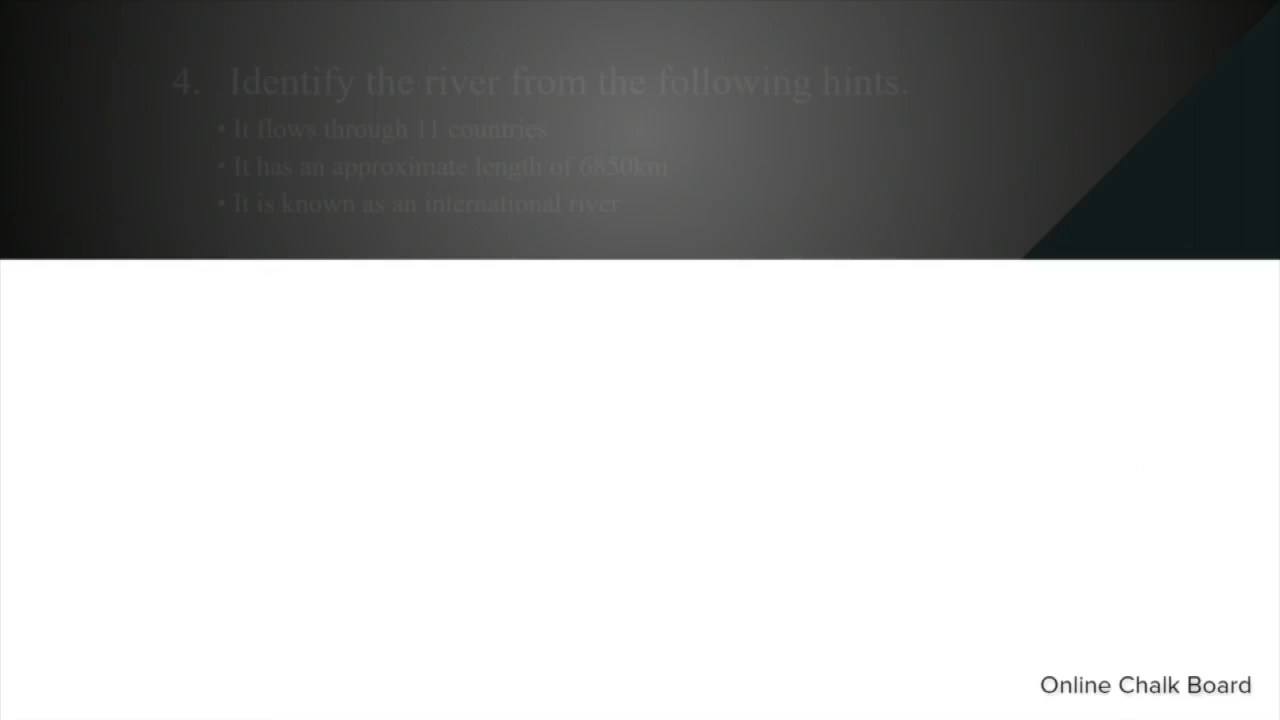 4. Identify the river from the following hints.
• It flows through 11 countries
• It has an approximate length of 6850km
• It is known as an international river
Online Chalk Board